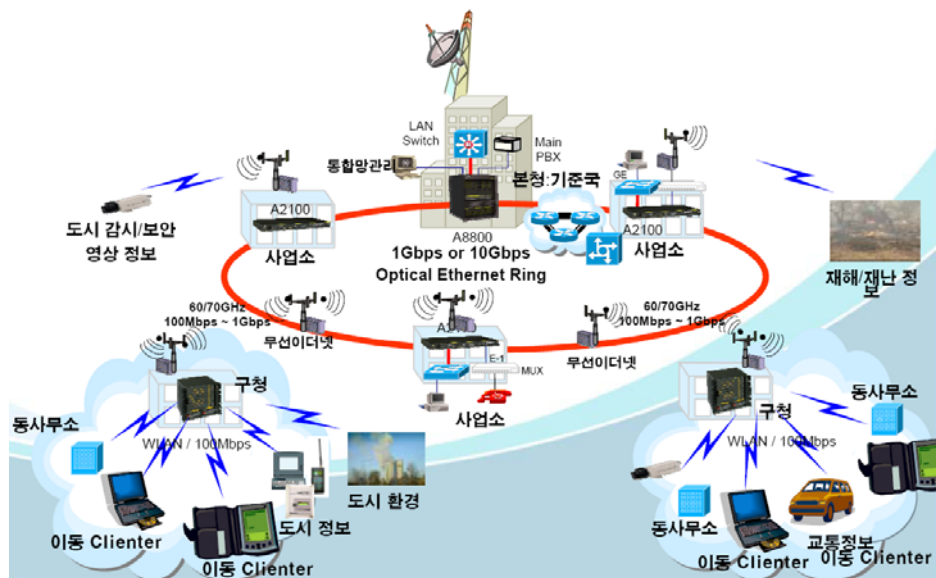 LAN
Switch
Main
PBX
통합망관리
본청:기준국
GE
A2100
A8800
A2100
사업소
사업소
도시 감시/보안
영상 정보
1Gbps or 10Gbps
Optical Ethernet Ring
재해/재난 정
보
60/70GHz
100Mbps ~ 1Gbps
60/70GHz
100Mbps ~ 1Gbps
무선이더넷
무선이더넷
E-1
MUX
사업소
구청
구청
동사무소
동사무소
WLAN / 100Mbps
WLAN / 100Mbps
도시 환경
도시 정보
동사무소
교통정보
이동 Clienter
이동 Clienter
이동 Clienter
이동 Clienter